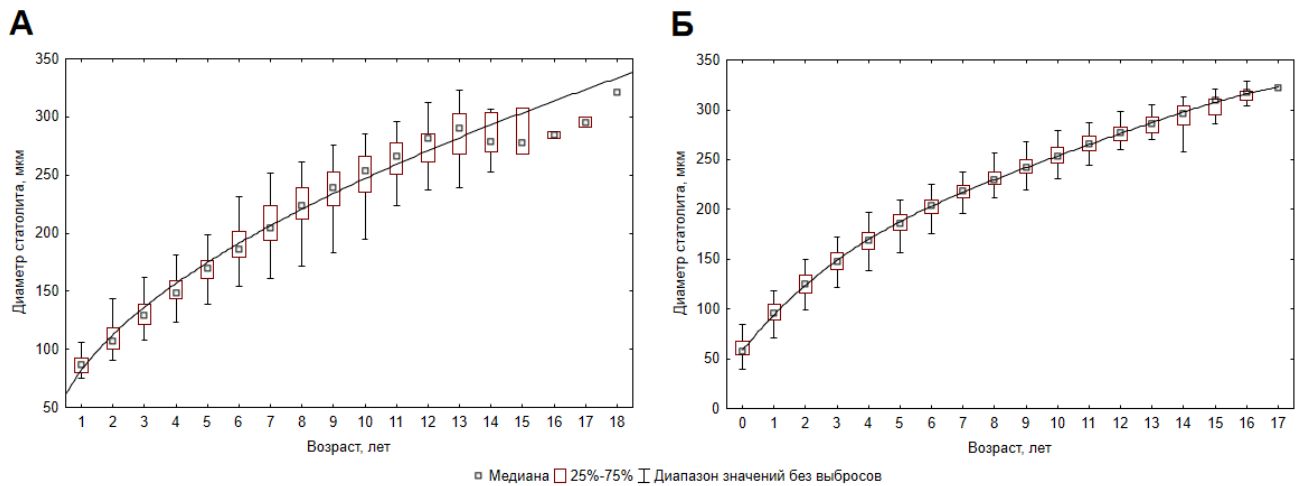 А
Б
350
300
250
200
150
100
50
Диаметр статолита, мкм
1 2 3 4 5 6 7 8 9 10 11 12 13 14 15 16 17 18
Возраст, лет
350
300
250
200
150
100
50
0
Диаметр статолита, мкм
0 1 2 3 4 5 6 7 8 9 10 11 12 13 14 15 16 17
Возраст, лет
Медиана 25%-75% Диапазон значений без выбросов